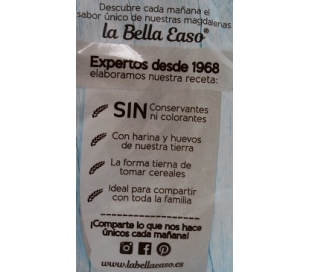 Descubre cada mañana el
sabor único de nuestras magdalenas
la Bella Easo®
Expertos desde 1968
elaboramos nuestra receta:
SIN Conservantes
ni colorantes
Con harina y huevos
de nuestra tierra
La forma tierna de
tomar cereales
Ideal para compartir
con toda la familia
¡Comparte lo que nos hace
únicos cada mañana!
www.labellaeaso.es